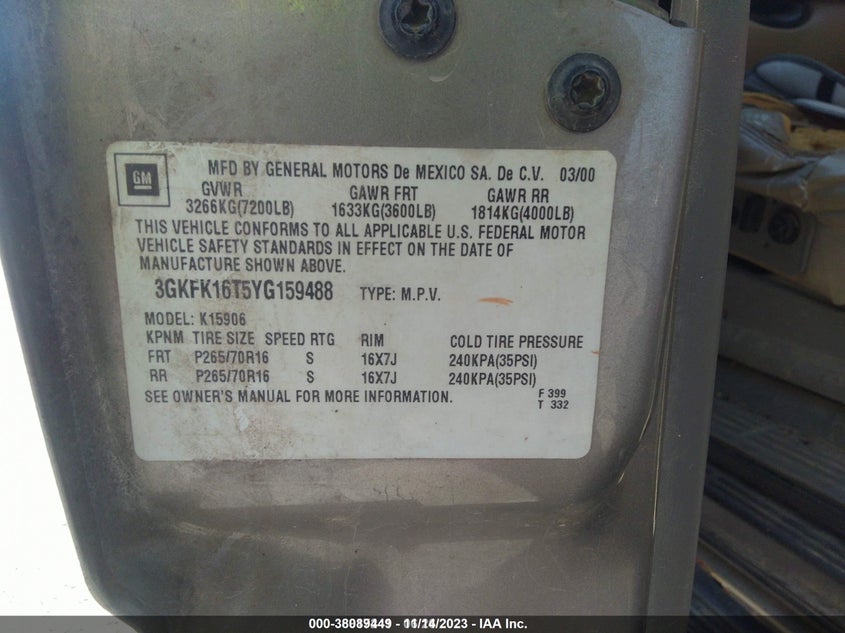 GM
MFD BY GENERAL MOTORS De MEXICO SA. De C.V. 03/00
GVWR GAWR FRT GAWR RR
3266KG(7200LB) 1633KG(3600LB) 1814KG(4000LB)
THIS VEHICLE CONFORMS TO ALL APPLICABLE U.S. FEDERAL MOTOR
VEHICLE SAFETY STANDARDS IN EFFECT ON THE DATE OF
MANUFACTURE SHOWN ABOVE.
3GKFK16T5YG159488 TYPE: M.P.V.
MODEL: K15906
KPNM TIRE SIZE SPEED RTG RIM COLD TIRE PRESSURE
FRT P265/70R16 S 16X7J 240KPA(35PSI)
RR P265/70R16 S 16X7J 240KPA(35PSI)
SEE OWNER'S MANUAL FOR MORE INFORMATION. F 399
T 332
000-38089449 - 11/14/2023 - IAA Inc.